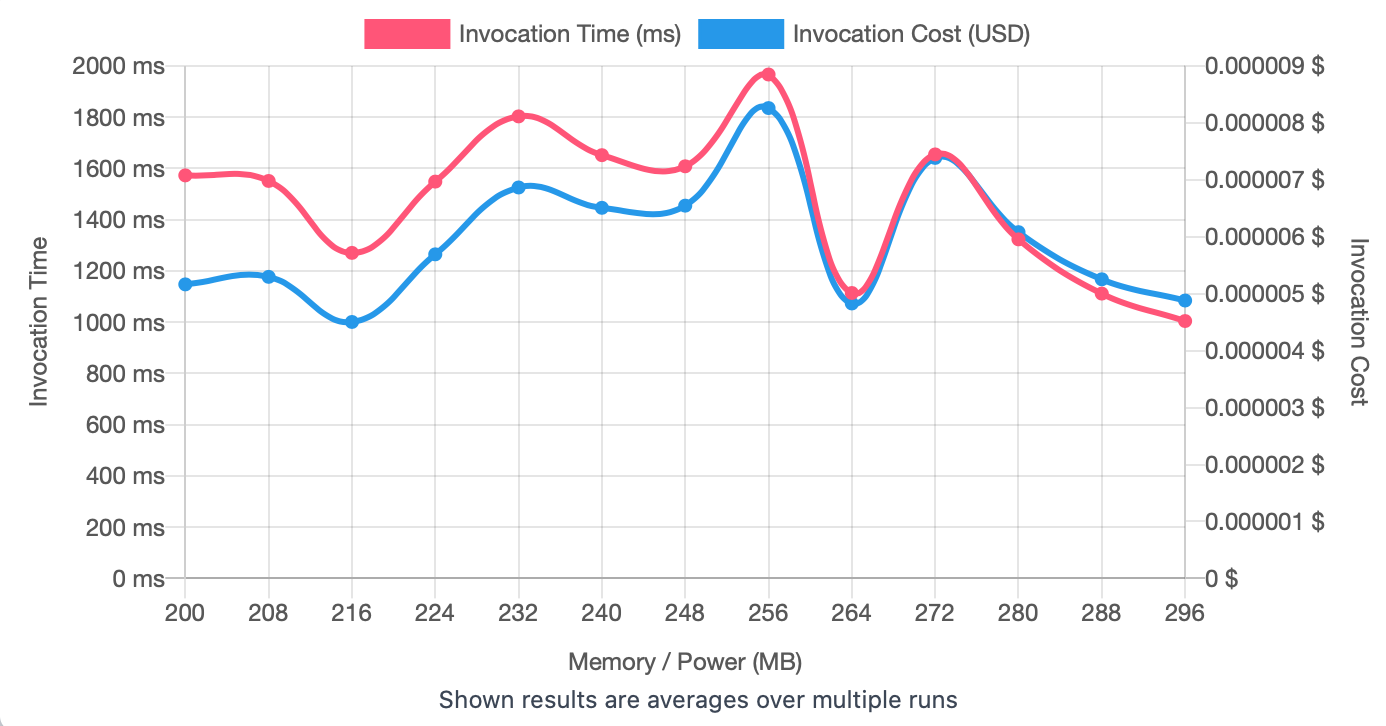 Invocation Time (ms) Invocation Cost (USD)
2000 ms 0.000009 $
1800 ms 0.000008 $
1600 ms 0.000007 $
1400 ms 0.000006 $
1200 ms 0.000005 $
1000 ms 0.000004 $
800 ms 0.000003 $
600 ms 0.000002 $
400 ms 0.000001 $
200 ms 0 $
0 ms
Invocation Time
Invocation Cost
200 208 216 224 232 240 248 256 264 272 280 288 296
Memory / Power (MB)
Shown results are averages over multiple runs